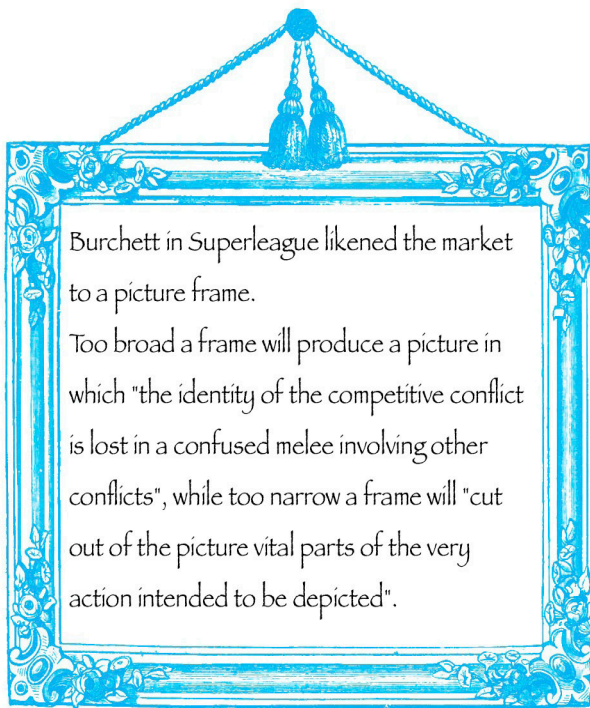 Burchett in Superleague likened the market
to a picture frame.
Too broad a frame will produce a picture in
which "the identity of the competitive conflict
is lost in a confused melee involving other
conflicts", while too narrow a frame will "cut
out of the picture vital parts of the very
action intended to be depicted".